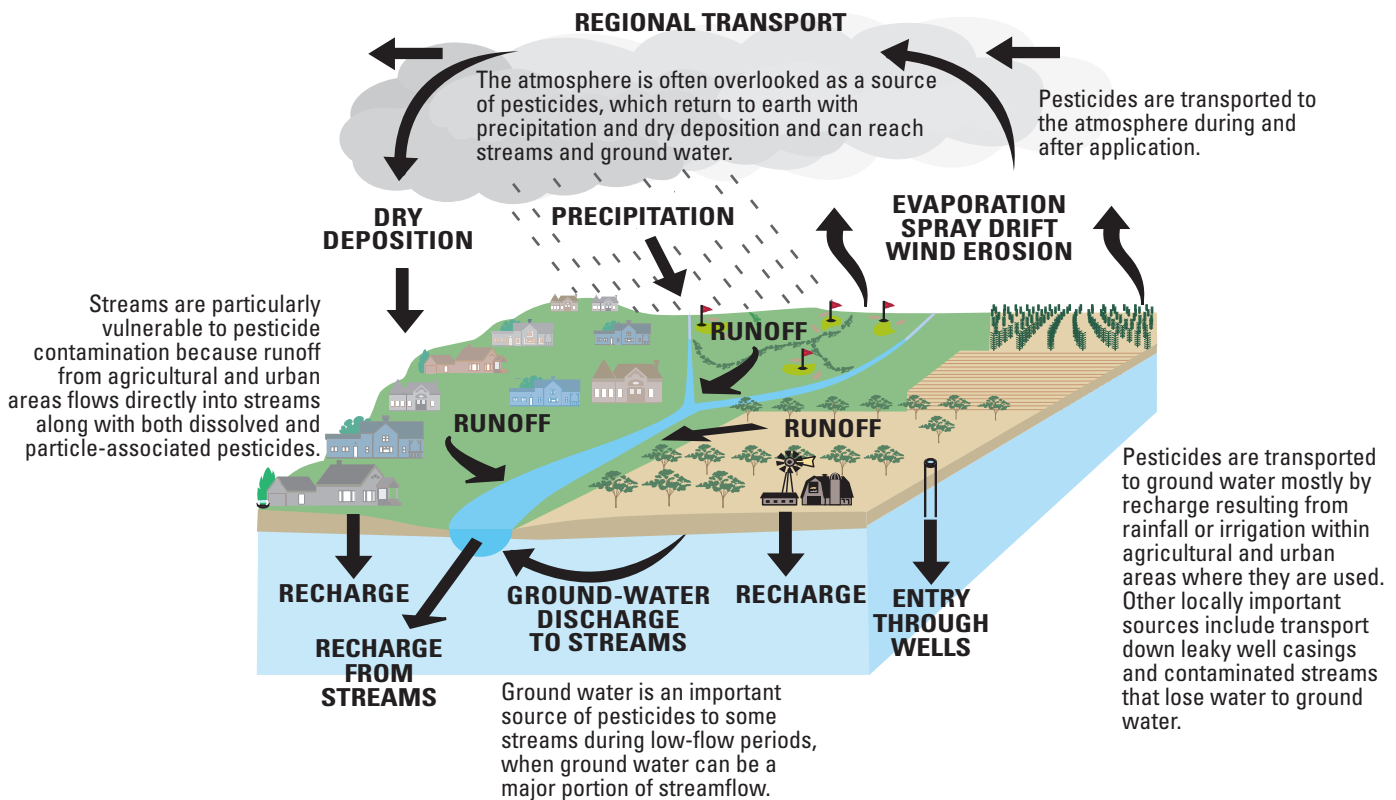 REGIONAL TRANSPORT
The atmosphere is often overlooked as a source
of pesticides, which return to earth with
precipitation and dry deposition and can reach
streams and ground water.
Pesticides are transported to
the atmosphere during and
after application.
DRY
DEPOSITION
PRECIPITATION
EVAPORATION
SPRAY DRIFT
WIND EROSION
Streams are particularly
vulnerable to pesticide
contamination because runoff
from agricultural and urban
areas flows directly into streams
along with both dissolved and
particle-associated pesticides.
RUNOFF
RUNOFF
RUNOFF
Pesticides are transported
to ground water mostly by
recharge resulting from
rainfall or irrigation within
agricultural and urban
areas where they are used.
Other locally important
sources include transport
down leaky well casings
and contaminated streams
that lose water to ground
water.
RECHARGE
RECHARGE
FROM
STREAMS
GROUND-WATER
DISCHARGE
TO STREAMS
RECHARGE
ENTRY
THROUGH
WELLS
Ground water is an important
source of pesticides to some
streams during low-flow periods,
when ground water can be a
major portion of streamflow.